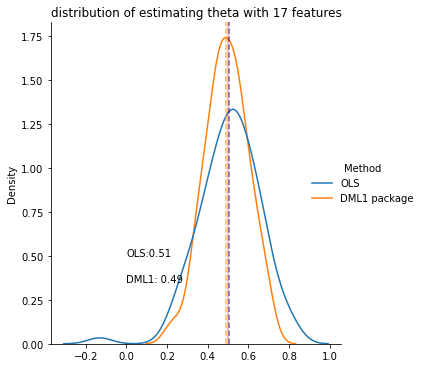 distribution of estimating theta with 17 features
1.75
1.50
1.25
1.00
0.75
0.50
0.25
0.00
Density
OLS:0.51
DML1: 0.49
Method
OLS
DML1 package
−0.2
0.0
0.2
0.4
0.6
0.8
1.0